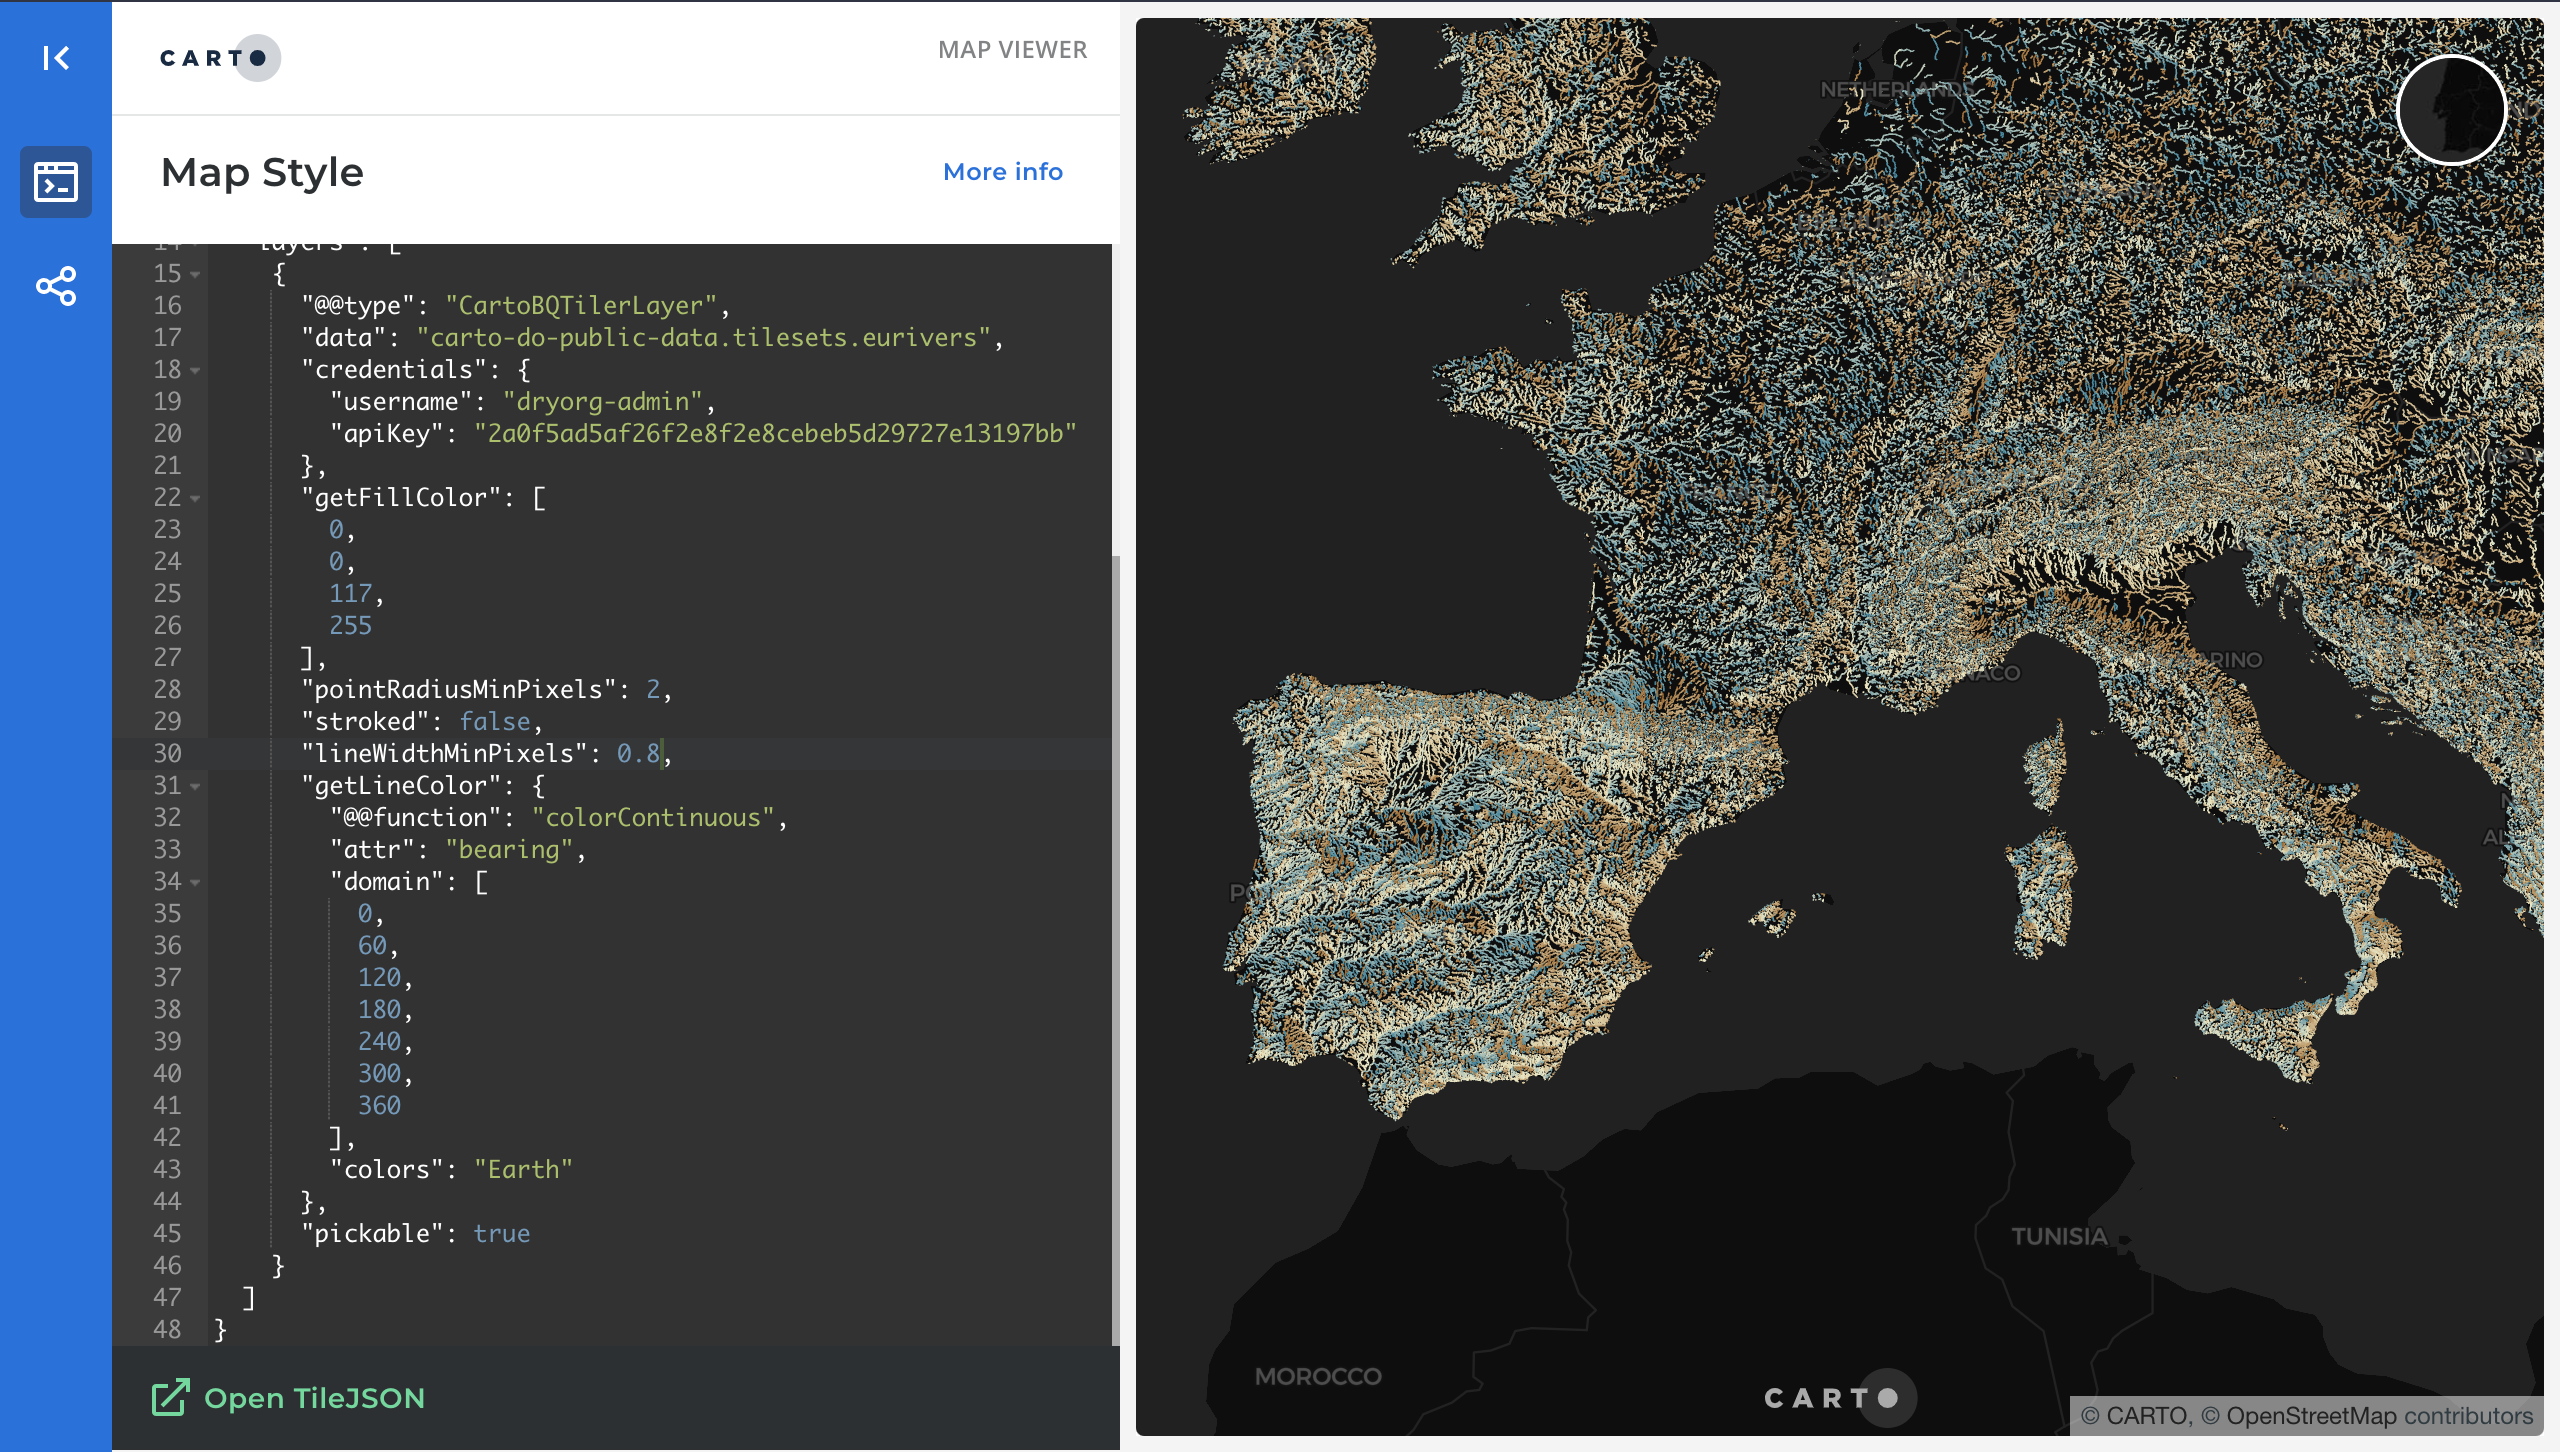 CARTO
MAP VIEWER
Map Style
More info
14 "layers": [
15 {
16 "@@type": "CartoBQTilerLayer",
17 "data": "carto-do-public-data.tilesets.eurivers",
18 "credentials": {
19 "username": "dryorg-admin",
20 "apiKey": "2a0f5ad5af26f2e8f2e8cebeb5d29727e13197bb"
21 },
22 "getFillColor": [
23 0,
24 0,
25 117,
26 255
27 ],
28 "pointRadiusMinPixels": 2,
29 "stroked": false,
30 "lineWidthMinPixels": 0.8,
31 "getLineColor": {
32 "@@function": "colorContinuous",
33 "attr": "bearing",
34 "domain": [
35 0,
36 60,
37 120,
38 180,
39 240,
40 300,
41 360
42 ],
43 "colors": "Earth"
44 },
45 "pickable": true
46 }
47 ]
48 }
Open TileJSON
NETHERLANDS
TUNISIA
MOROCCO
CARTO
© CARTO, © OpenStreetMap contributors